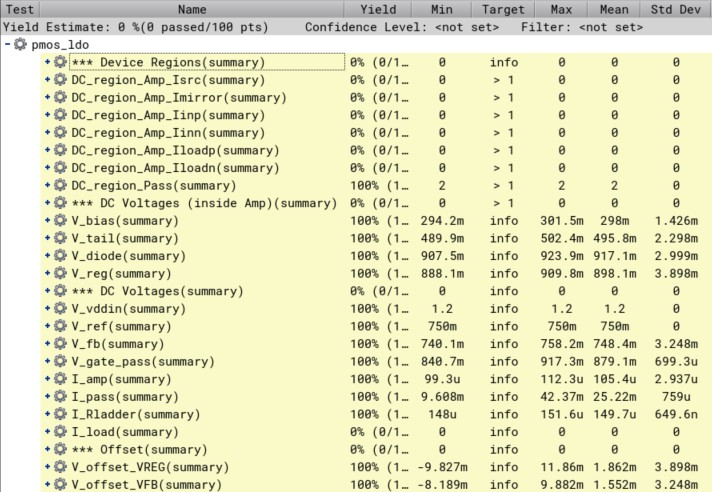 Test Name Yield Min Target Max Mean Std Dev
Yield Estimate: 0 %(0 passed/100 pts) Confidence Level: <not set> Filter: <not set>
- pmos_ldo
+ *** Device Regions(summary) 0% (0/1… 0 info 0 0 0
+ DC_region_Amp_Isrc(summary) 0% (0/1… 0 > 1 0 0 0
+ DC_region_Amp_Imirror(summary) 0% (0/1… 0 > 1 0 0 0
+ DC_region_Amp_Iinp(summary) 0% (0/1… 0 > 1 0 0 0
+ DC_region_Amp_Iinn(summary) 0% (0/1… 0 > 1 0 0 0
+ DC_region_Amp_Iloadp(summary) 0% (0/1… 0 > 1 0 0 0
+ DC_region_Amp_Iloadn(summary) 0% (0/1… 0 > 1 0 0 0
+ DC_region_Pass(summary) 100% (1… 2 > 1 2 2 0
+ *** DC Voltages (inside Amp)(summary) 0% (0/1… 0 > 1 0 0 0
+ V_bias(summary) 100% (1… 294.2m info 301.5m 298m 1.426m
+ V_tail(summary) 100% (1… 489.9m info 502.4m 495.8m 2.298m
+ V_diode(summary) 100% (1… 907.5m info 923.9m 917.1m 2.999m
+ V_reg(summary) 100% (1… 888.1m info 909.8m 898.1m 3.898m
+ *** DC Voltages(summary) 0% (0/1… 0 info 0 0 0
+ V_vddin(summary) 100% (1… 1.2 info 1.2 1.2 0
+ V_ref(summary) 100% (1… 750m info 750m 750m 0
+ V_fb(summary) 100% (1… 740.1m info 758.2m 748.4m 3.248m
+ V_gate_pass(summary) 100% (1… 840.7m info 917.3m 879.1m 699.3u
+ I_amp(summary) 100% (1… 99.3u info 112.3u 105.4u 2.937u
+ I_pass(summary) 100% (1… 9.608m info 42.37m 25.22m 759u
+ I_Rladder(summary) 100% (1… 148u info 151.6u 149.7u 649.6n
+ I_load(summary) 0% (0/1… 0 info 0 0 0
+ *** Offset(summary) 0% (0/1… 0 info 0 0 0
+ V_offset_VREG(summary) 100% (1… -9.827m info 11.86m 1.862m 3.898m
+ V_offset_VFB(summary) 100% (1… -8.189m info 9.882m 1.552m 3.248m